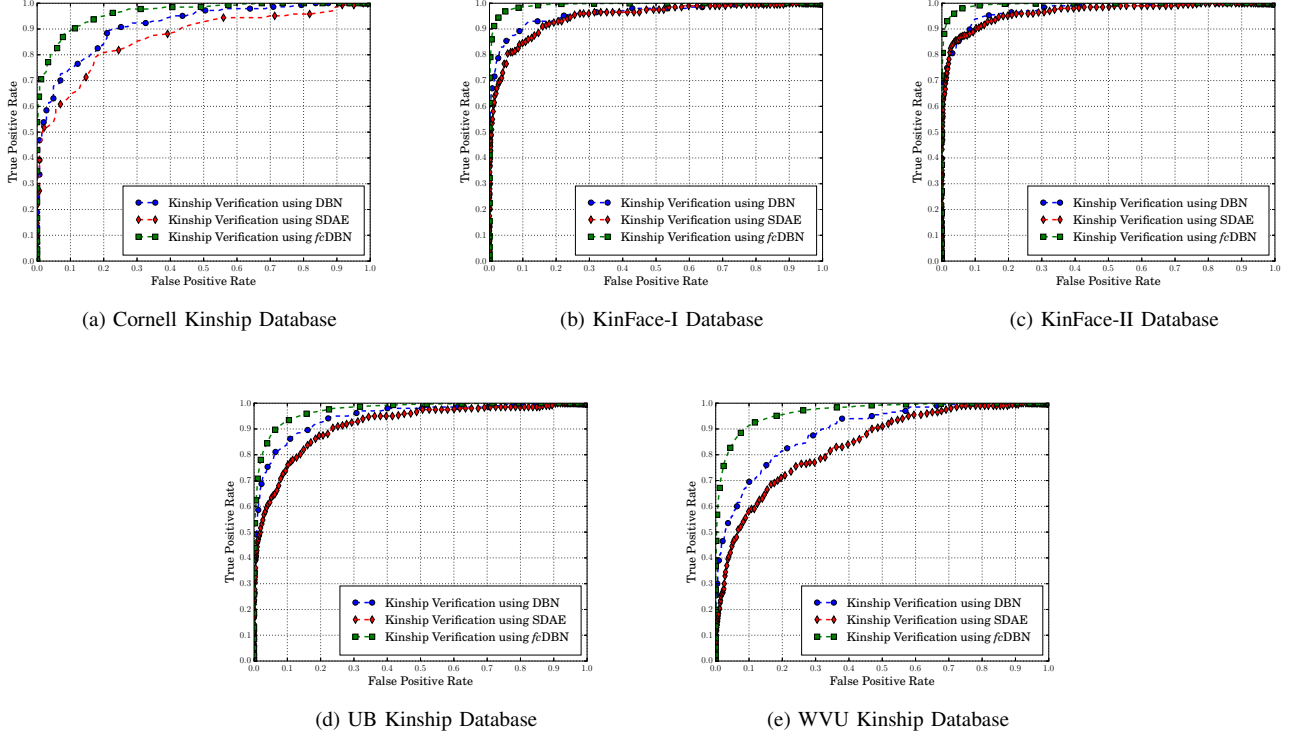 1.0
0.9
0.8
0.7
0.6
0.5
0.4
0.3
0.2
0.1
0.0
True Positive Rate
Kinship Verification using DBN
Kinship Verification using SDAE
Kinship Verification using fcDBN
0.0 0.1 0.2 0.3 0.4 0.5 0.6 0.7 0.8 0.9 1.0
False Positive Rate
(a) Cornell Kinship Database
1.0
0.9
0.8
0.7
0.6
0.5
0.4
0.3
0.2
0.1
0.0
True Positive Rate
Kinship Verification using DBN
Kinship Verification using SDAE
Kinship Verification using fcDBN
0.0 0.1 0.2 0.3 0.4 0.5 0.6 0.7 0.8 0.9 1.0
False Positive Rate
(b) KinFace-I Database
1.0
0.9
0.8
0.7
0.6
0.5
0.4
0.3
0.2
0.1
0.0
True Positive Rate
Kinship Verification using DBN
Kinship Verification using SDAE
Kinship Verification using fcDBN
0.0 0.1 0.2 0.3 0.4 0.5 0.6 0.7 0.8 0.9 1.0
False Positive Rate
(c) KinFace-II Database
1.0
0.9
0.8
0.7
0.6
0.5
0.4
0.3
0.2
0.1
0.0
True Positive Rate
Kinship Verification using DBN
Kinship Verification using SDAE
Kinship Verification using fcDBN
0.0 0.1 0.2 0.3 0.4 0.5 0.6 0.7 0.8 0.9 1.0
False Positive Rate
(d) UB Kinship Database
1.0
0.9
0.8
0.7
0.6
0.5
0.4
0.3
0.2
0.1
0.0
True Positive Rate
Kinship Verification using DBN
Kinship Verification using SDAE
Kinship Verification using fcDBN
0.0 0.1 0.2 0.3 0.4 0.5 0.6 0.7 0.8 0.9 1.0
False Positive Rate
(e) WVU Kinship Database